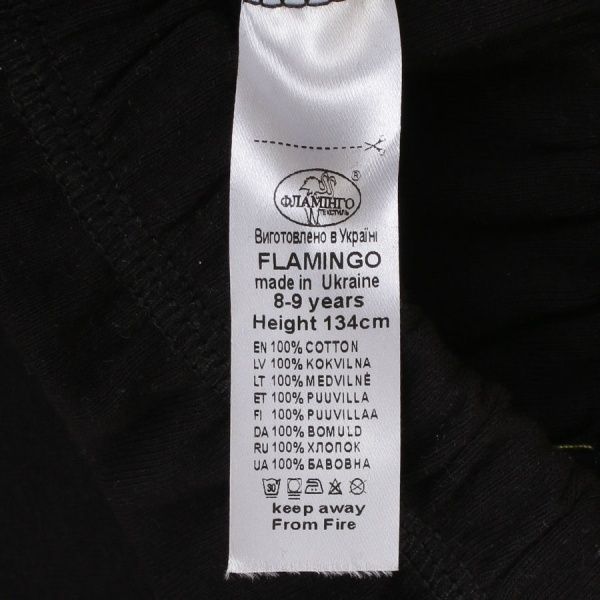 ®
ФЛАМІНГО
ТЕКСТИЛЬ
Виготовлено в Україні
FLAMINGO
made in Ukraine
8-9 years
Height 134cm
EN 100% COTTON
LV 100% KOKVILNA
LT 100% MEDVILNĖ
ET 100% PUUVILLA
FI 100% PUUVILLAA
DA 100% BOMULD
RU 100% ХЛОПОК
UA 100% БАВОВНА
30
keep away
From Fire